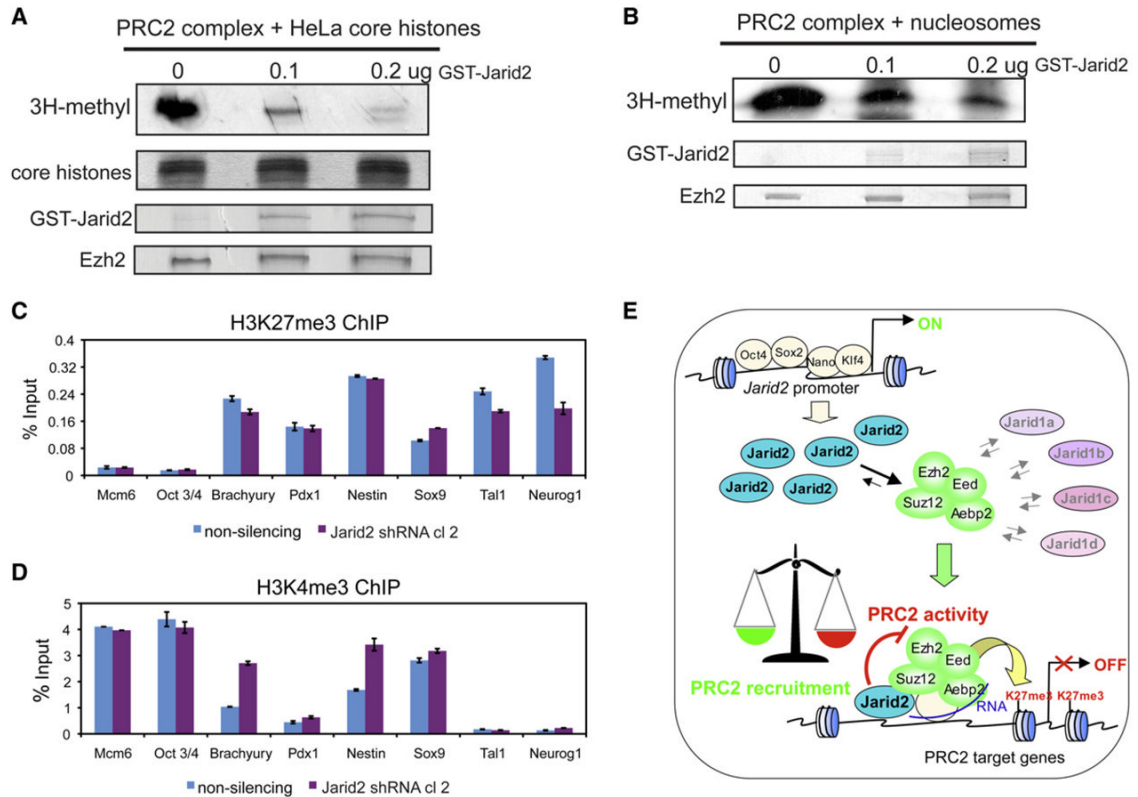 A
PRC2 complex + HeLa core histones
0 0.1 0.2 ug GST-Jarid2
3H-methyl
core histones
GST-Jarid2
Ezh2
B
PRC2 complex + nucleosomes
0 0.1 0.2 ug GST-Jarid2
3H-methyl
GST-Jarid2
Ezh2
C
H3K27me3 ChIP
% Input
0.4
0.32
0.24
0.16
0.08
0
Mcm6 Oct 3/4 Brachyury Pdx1 Nestin Sox9 Tal1 Neurog1
non-silencing Jarid2 shRNA cl 2
D
H3K4me3 ChIP
% Input
5
4
3
2
1
0
Mcm6 Oct 3/4 Brachyury Pdx1 Nestin Sox9 Tal1 Neurog1
non-silencing Jarid2 shRNA cl 2
E
ON
Oct4 Sox2 Nano Klf4
Jarid2 promoter
Jarid2
Jarid2 Jarid2
Jarid2 Jarid2
Jarid1a
Jarid1b
Jarid1c
Jarid1d
Ezh2
Eed
Suz12
Aebp2
PRC2 activity
PRC2 recruitment
Ezh2
Eed
Suz12
Aebp2
Jarid2
RNA
K27me3 K27me3
OFF
PRC2 target genes